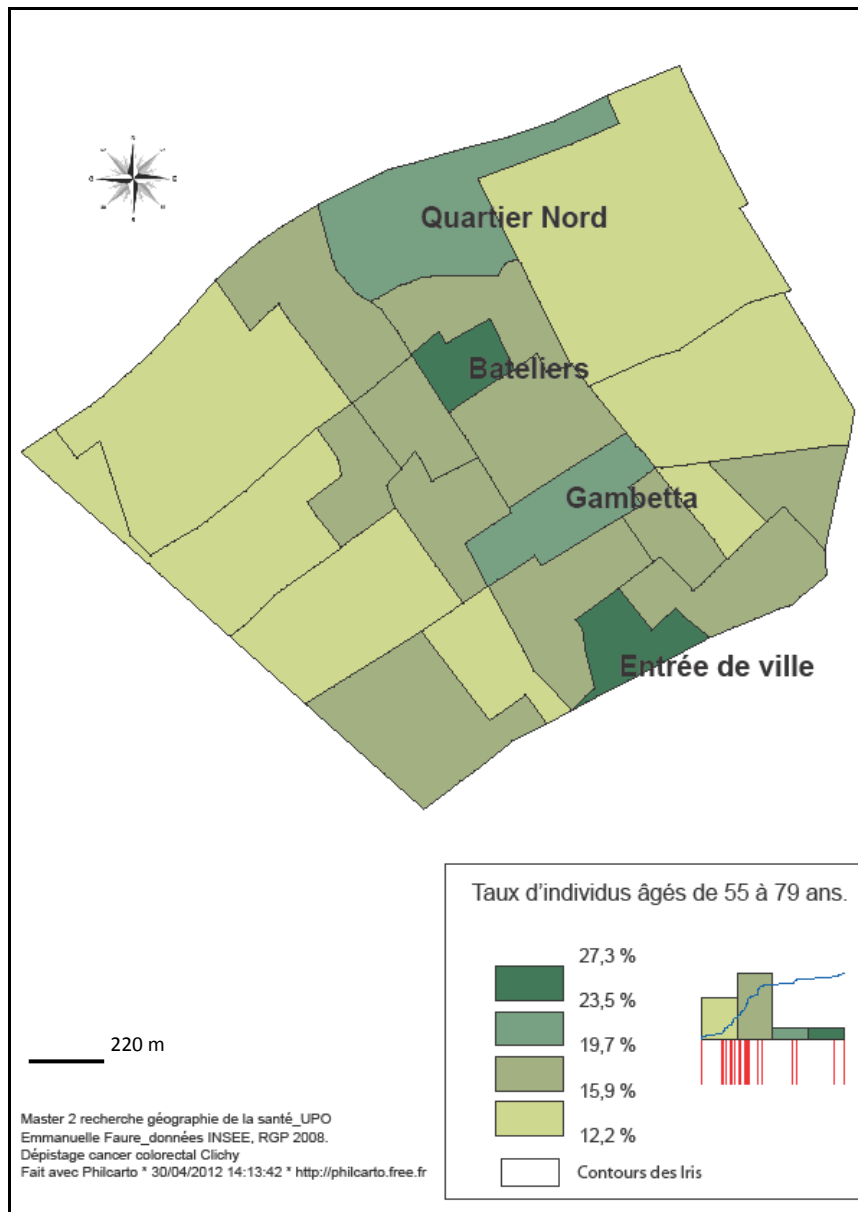 Quartier Nord
Bateliers
Gambetta
Entrée de ville
Taux d'individus âgés de 55 à 79 ans.
27,3 %
23,5 %
19,7 %
15,9 %
12,2 %
Contours des Iris
220 m
Master 2 recherche géographie de la santé_UPO
Emmanuelle Faure_données INSEE, RGP 2008.
Dépistage cancer colorectal Clichy
Fait avec Philcarto * 30/04/2012 14:13:42 * http://philcarto.free.fr